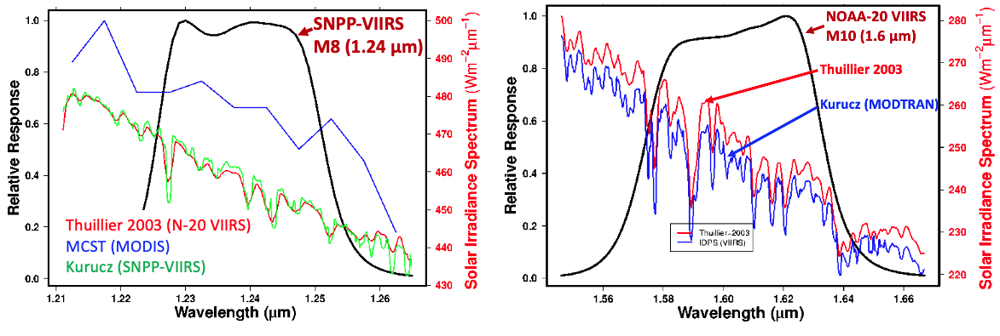 SNPP-VIIRS
M8 (1.24 μm)
Relative Response
1.0
0.8
0.6
0.4
0.2
0.0
Thuillier 2003 (N-20 VIIRS)
MCST (MODIS)
Kurucz (SNPP-VIIRS)
500
490
480
470
460
450
440
430
Solar Irradiance Spectrum (Wm⁻²μm⁻¹)
1.21 1.22 1.23 1.24 1.25 1.26
Wavelength (μm)
NOAA-20 VIIRS
M10 (1.6 μm)
Thuillier 2003
Kurucz (MODTRAN)
Relative Response
1.0
0.8
0.6
0.4
0.2
0.0
Thuillier-2003
IDPS (VIIRS)
280
270
260
250
240
230
220
Solar Irradiance Spectrum (Wm⁻²μm⁻¹)
1.56 1.58 1.60 1.62 1.64 1.66
Wavelength (μm)